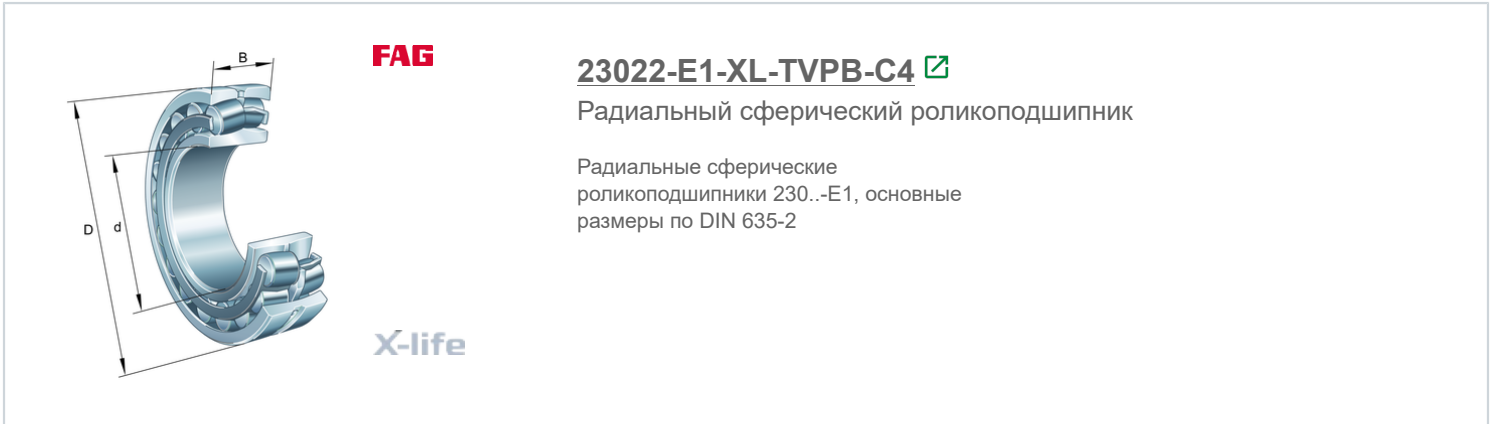 B
FAG
23022-E1-XL-TVPB-C4
Радиальный сферический роликоподшипник
Радиальные сферические
роликоподшипники 230..-E1, основные
размеры по DIN 635-2
D
d
X-life